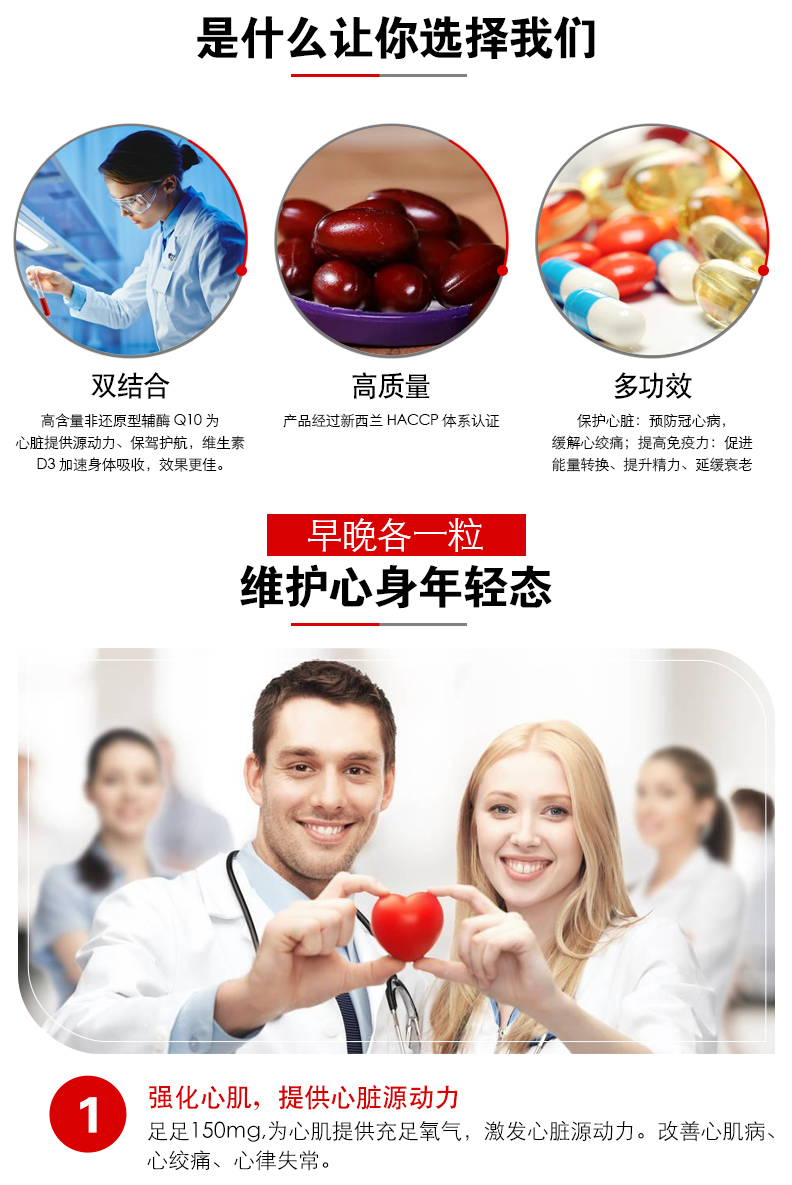 是什么让你选择我们
双结合
高含量非还原型辅酶 Q10 为
心脏提供源动力、保驾护航，维生素
D3 加速身体吸收，效果更佳。
高质量
产品经过新西兰 HACCP 体系认证
多功效
保护心脏：预防冠心病，
缓解心绞痛；提高免疫力：促进
能量转换、提升精力、延缓衰老
早晚各一粒
维护心身年轻态
1
强化心肌，提供心脏源动力
足足150mg,为心肌提供充足氧气，激发心脏源动力。改善心肌病、
心绞痛、心律失常。